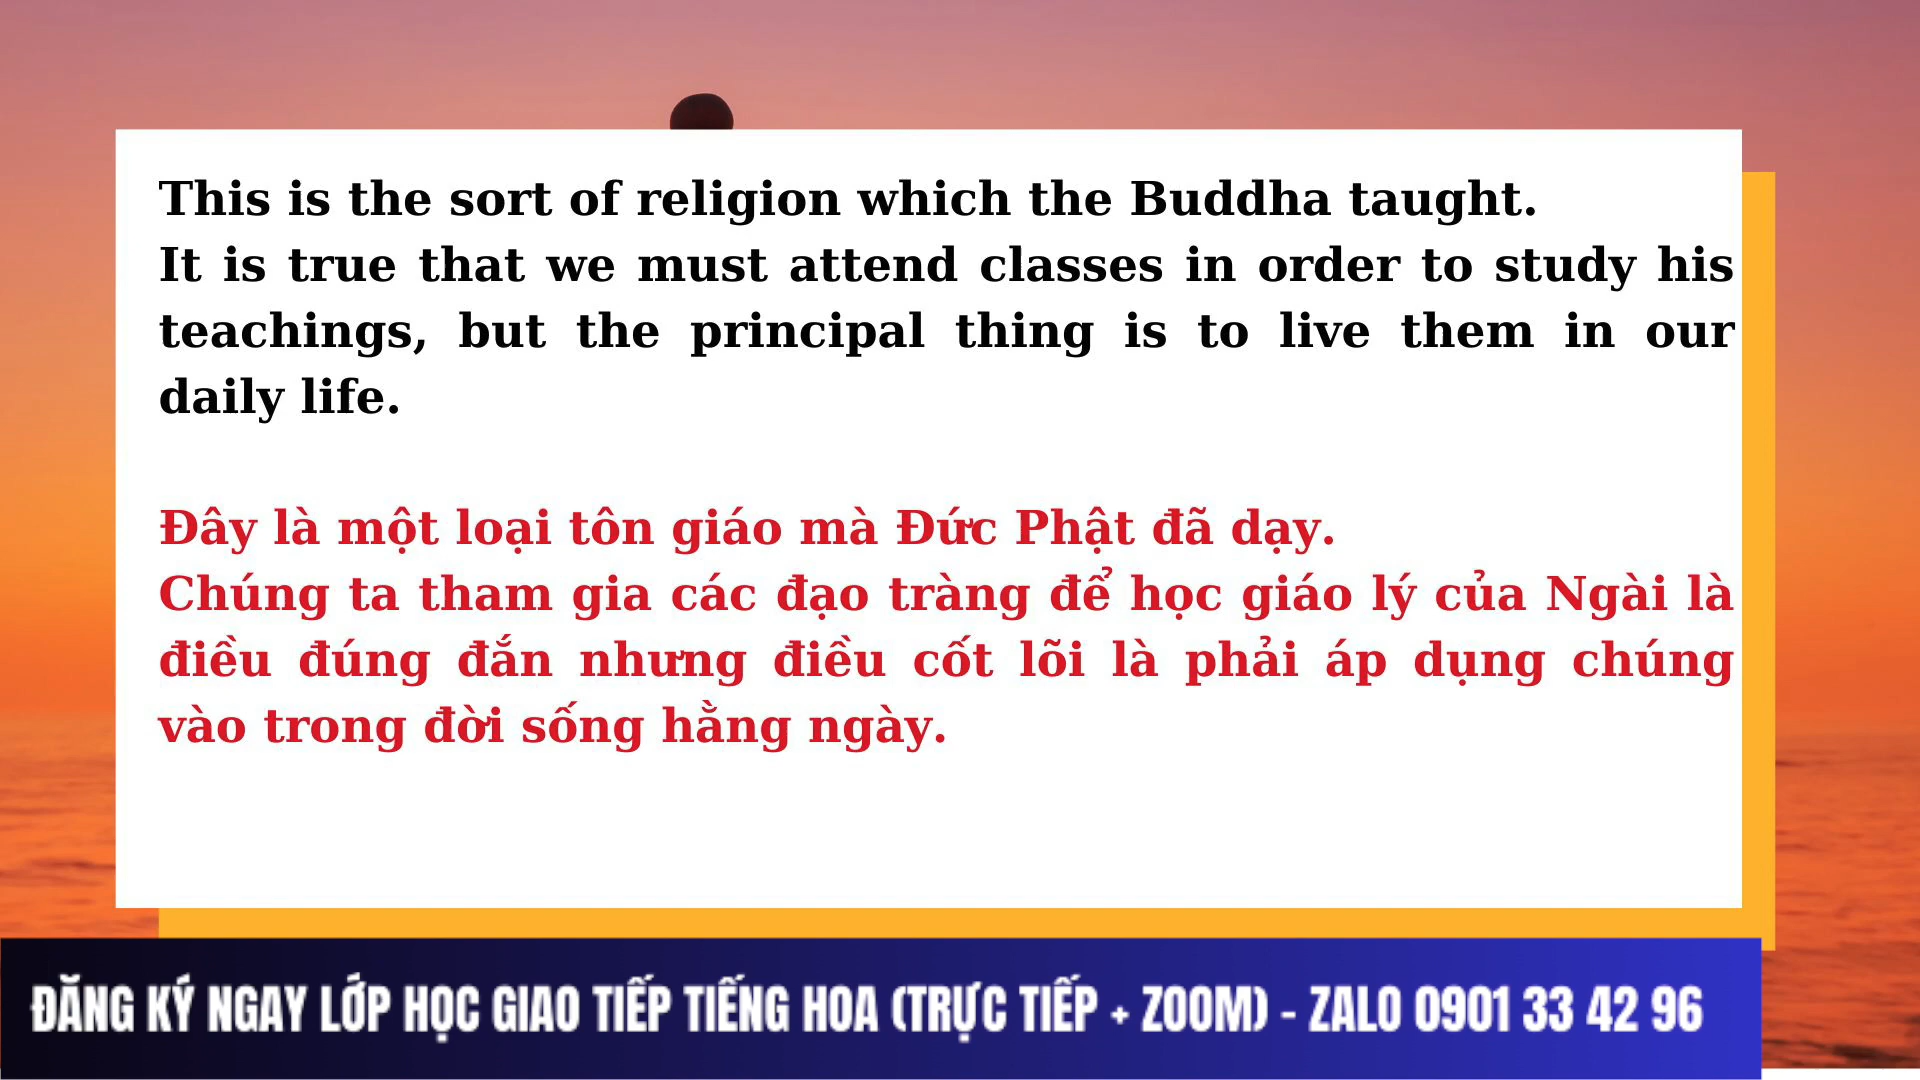 This is the sort of religion which the Buddha taught.
It is true that we must attend classes in order to study his
teachings, but the principal thing is to live them in our
daily life.
Đây là một loại tôn giáo mà Đức Phật đã dạy.
Chúng ta tham gia các đạo tràng để học giáo lý của Ngài là
điều đúng đắn nhưng điều cốt lõi là phải áp dụng chúng
vào trong đời sống hằng ngày.
ĐĂNG KÝ NGAY LỚP HỌC GIAO TIẾP TIẾNG HOA (TRỰC TIẾP + ZOOM) - ZALO 0901 33 42 96